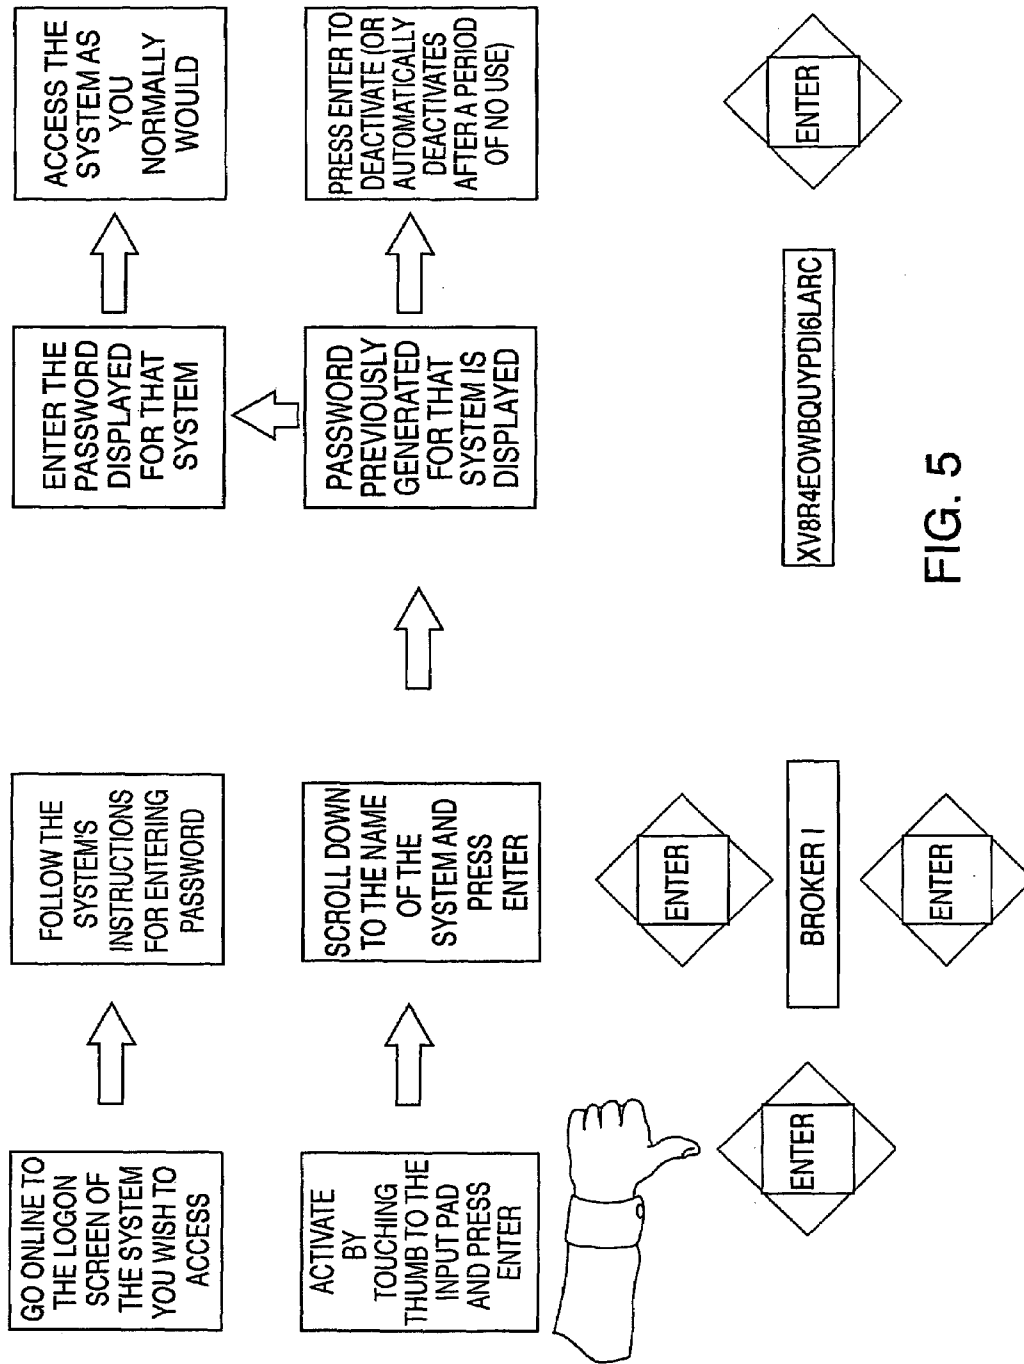 GO ONLINE TO
THE LOGON
SCREEN OF
THE SYSTEM
YOU WISH TO
ACCESS
FOLLOW THE
SYSTEM'S
INSTRUCTIONS
FOR ENTERING
PASSWORD
ENTER THE
PASSWORD
DISPLAYED
FOR THAT
SYSTEM
ACCESS THE
SYSTEM AS
YOU
NORMALLY
WOULD
ACTIVATE
BY
TOUCHING
THUMB TO THE
INPUT PAD
AND PRESS
ENTER
SCROLL DOWN
TO THE NAME
OF THE
SYSTEM AND
PRESS
ENTER
PASSWORD
PREVIOUSLY
GENERATED
FOR THAT
SYSTEM IS
DISPLAYED
PRESS ENTER TO
DEACTIVATE (OR
AUTOMATICALLY
DEACTIVATES
AFTER A PERIOD
OF NO USE)
ENTER
ENTER
BROKER I
ENTER
XV8R4EOWBQUYPDI6LARC
ENTER
FIG. 5